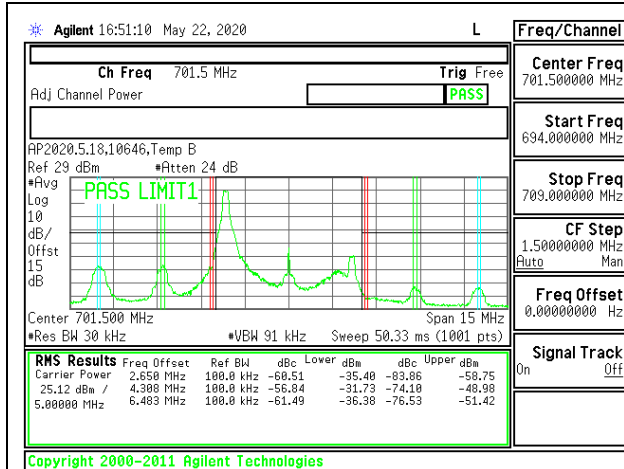 Agilent 16:51:10 May 22, 2020 L
Ch Freq 701.5 MHz Trig Free
Adj Channel Power PASS
AP2020.5.18.10646,Temp B
Ref 29 dBm #Atten 24 dB
#Avg
Log
10
dB/
Offst
15
dB
PASS LIMIT1
Center 701.500 MHz Span 15 MHz
#Res BW 30 kHz #VBW 91 kHz Sweep 50.33 ms (1001 pts)
RMS Results Freq Offset Ref BW dBc Lower dBm dBc Upper dBm
Carrier Power 2.650 MHz 100.0 kHz -60.51 -35.40 -83.86 -58.75
25.12 dBm / 4.308 MHz 100.0 kHz -56.84 -31.73 -74.10 -48.98
5.00000 MHz 6.483 MHz 100.0 kHz -61.49 -36.38 -76.53 -51.42
Copyright 2000-2011 Agilent Technologies
Freq/Channel
Center Freq
701.500000 MHz
Start Freq
694.000000 MHz
Stop Freq
709.000000 MHz
CF Step
1.50000000 MHz
Auto Man
Freq Offset
0.00000000 Hz
Signal Track
On Off